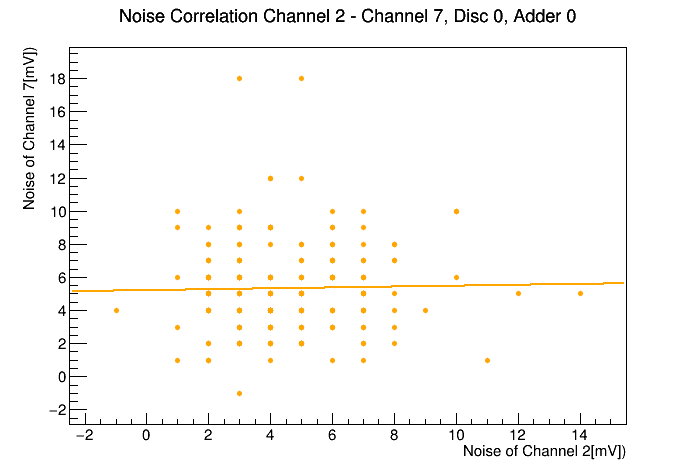 Noise Correlation Channel 2 - Channel 7, Disc 0, Adder 0
Noise of Channel 7[mV])
18
16
14
12
10
8
6
4
2
0
−2
−2 0 2 4 6 8 10 12 14
Noise of Channel 2[mV])